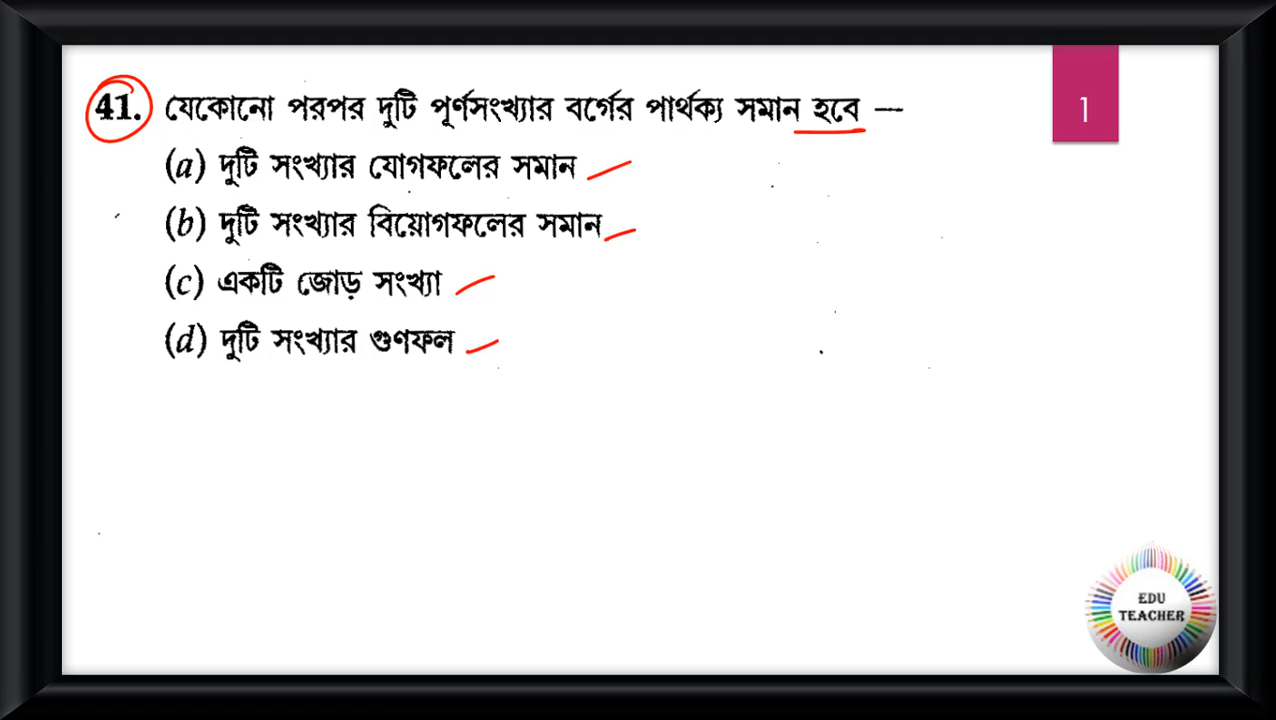 41. যেকোনো পরপর দুটি পূর্ণসংখ্যার বর্গের পার্থক্য সমান হবে —
(a) দুটি সংখ্যার যোগফলের সমান
(b) দুটি সংখ্যার বিয়োগফলের সমান
(c) একটি জোড় সংখ্যা
(d) দুটি সংখ্যার গুণফল
1
EDU
TEACHER